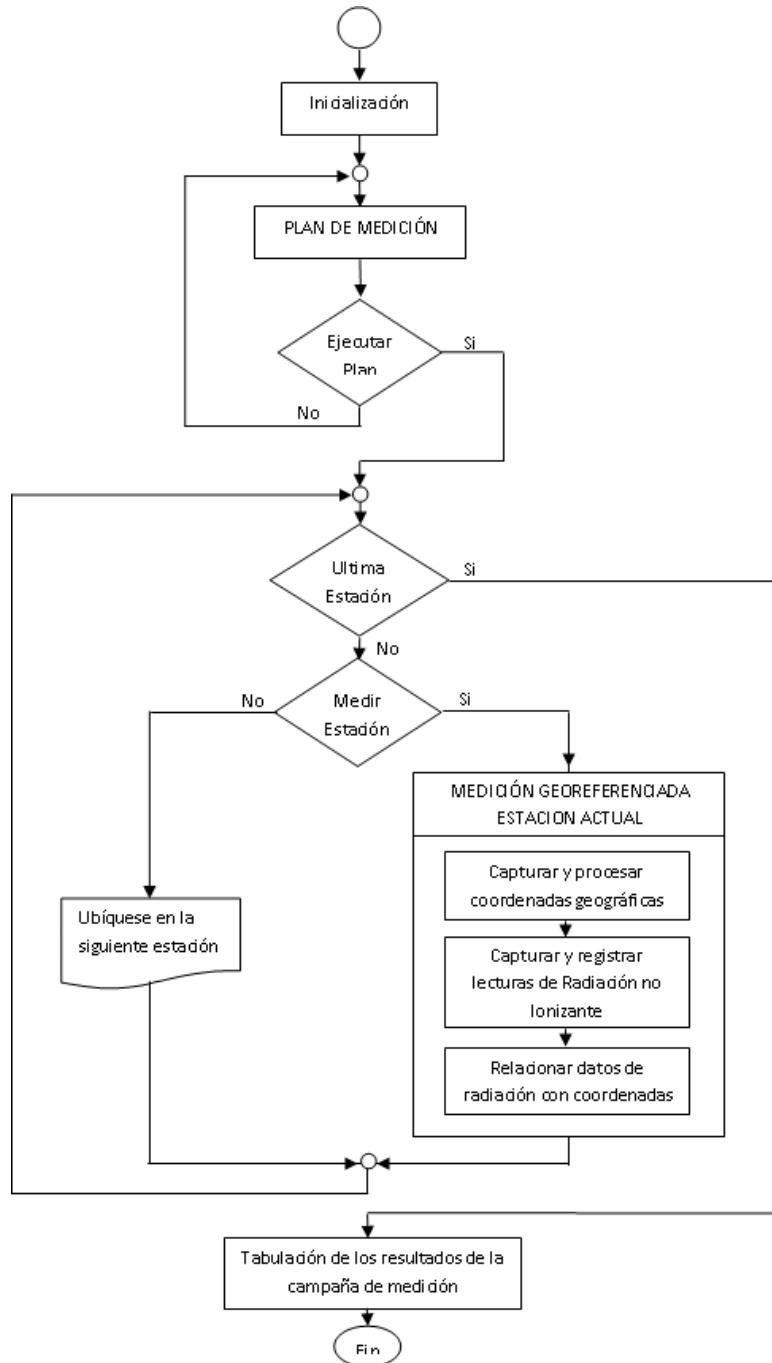 Inicialización
PLAN DE MEDICIÓN
Ejecutar
Plan
Si
No
Ultima
Estación
Si
No
No
Medir
Estación
Si
MEDICIÓN GEOREFERENCIADA
ESTACION ACTUAL
Capturar y procesar
coordenadas geográficas
Ubíquese en la
siguiente estación
Capturar y registrar
lecturas de Radiación no
Ionizante
Relacionar datos de
radiación con coordenadas
Tabulación de los resultados de la
campaña de medición
Fin